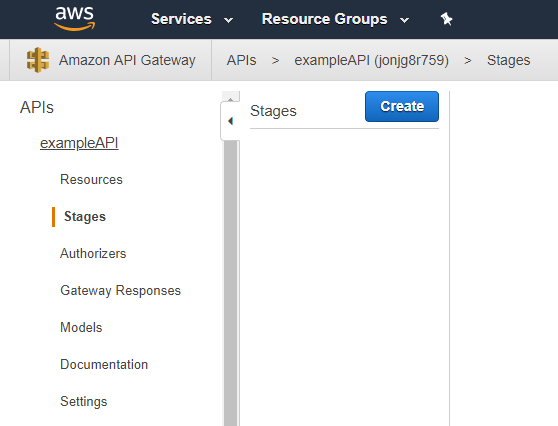 aws Services Resource Groups
Amazon API Gateway APIs > exampleAPI (jonjg8r759) > Stages
APIs
exampleAPI
Resources
Stages
Authorizers
Gateway Responses
Models
Documentation
Settings
Stages Create